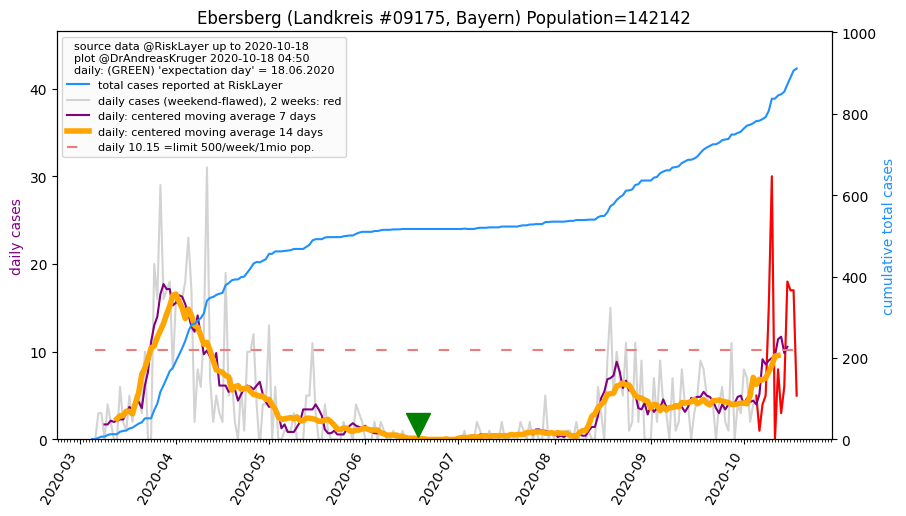 Ebersberg (Landkreis #09175, Bayern) Population=142142
source data @RiskLayer up to 2020-10-18
plot @DrAndreasKruger 2020-10-18 04:50
daily: (GREEN) 'expectation day' = 18.06.2020
total cases reported at RiskLayer
daily cases (weekend-flawed), 2 weeks: red
daily: centered moving average 7 days
daily: centered moving average 14 days
daily 10.15 =limit 500/week/1mio pop.
daily cases
0
10
20
30
40
cumulative total cases
0
200
400
600
800
1000
2020-03
2020-04
2020-05
2020-06
2020-07
2020-08
2020-09
2020-10